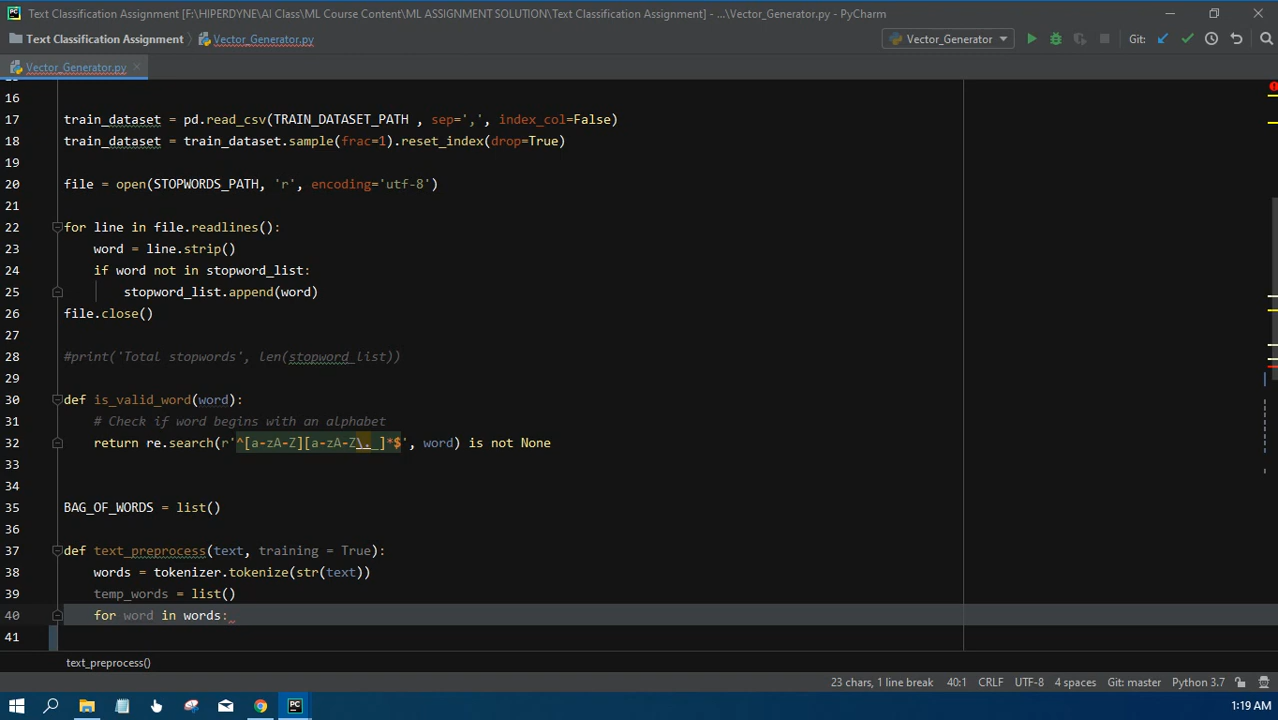 Text Classification Assignment [F:\HIPERDYNE\AI Class\ML Course Content\ML ASSIGNMENT SOLUTION\Text Classification Assignment] - ...\Vector_Generator.py - PyCharm
Text Classification Assignment Vector_Generator.py Vector_Generator Git:
Vector_Generator.py
16
17 train_dataset = pd.read_csv(TRAIN_DATASET_PATH , sep=',', index_col=False)
18 train_dataset = train_dataset.sample(frac=1).reset_index(drop=True)
19
20 file = open(STOPWORDS_PATH, 'r', encoding='utf-8')
21
22 for line in file.readlines():
23     word = line.strip()
24     if word not in stopword_list:
25         stopword_list.append(word)
26 file.close()
27
28 #print('Total stopwords', len(stopword_list))
29
30 def is_valid_word(word):
31     # Check if word begins with an alphabet
32     return re.search(r'^[a-zA-Z][a-zA-Z\._]*$', word) is not None
33
34
35 BAG_OF_WORDS = list()
36
37 def text_preprocess(text, training = True):
38     words = tokenizer.tokenize(str(text))
39     temp_words = list()
40     for word in words:
41
text_preprocess()
23 chars, 1 line break 40:1 CRLF UTF-8 4 spaces Git: master Python 3.7
PC 1:19 AM